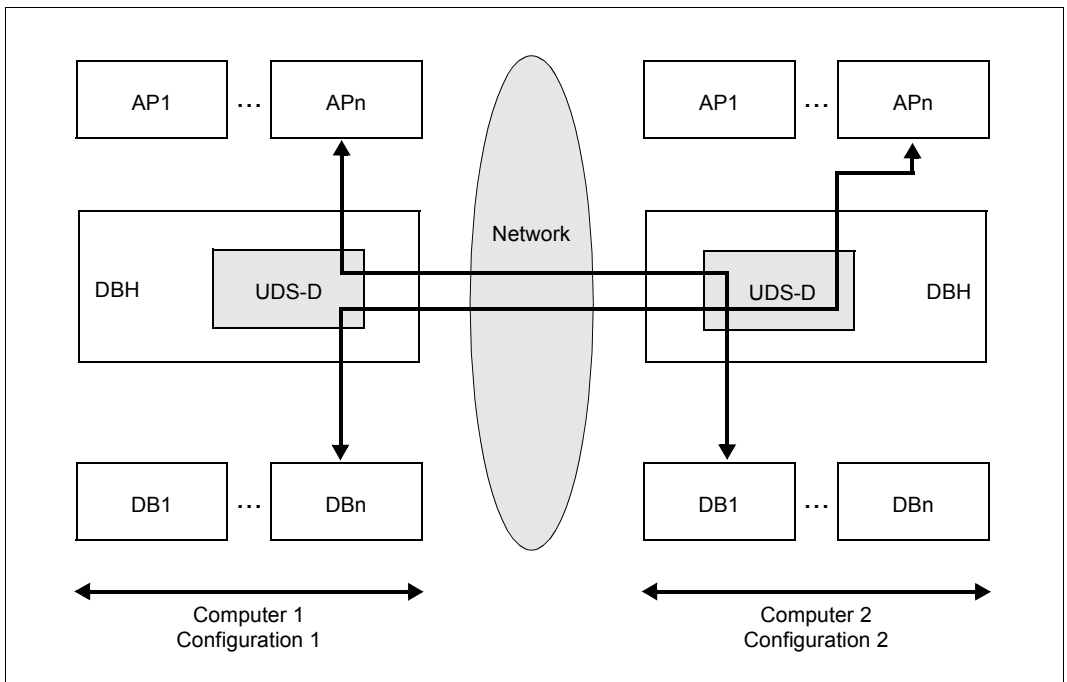 AP1 ... APn
AP1 ... APn
Network
DBH
UDS-D
UDS-D
DBH
DB1 ... DBn
DB1 ... DBn
Computer 1
Configuration 1
Computer 2
Configuration 2